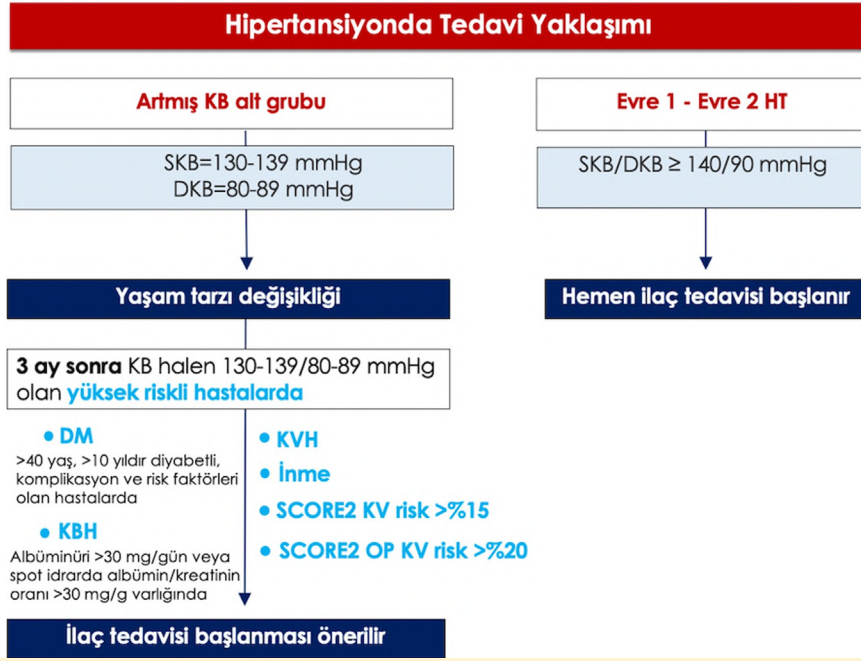 Hipertansiyonda Tedavi Yaklaşımı
Artmış KB alt grubu
SKB=130-139 mmHg
DKB=80-89 mmHg
Yaşam tarzı değişikliği
3 ay sonra KB halen 130-139/80-89 mmHg
olan yüksek riskli hastalarda
• DM
>40 yaş, >10 yıldır diyabetli,
komplikasyon ve risk faktörleri
olan hastalarda
• KBH
Albüminüri >30 mg/gün veya
spot idrarda albümin/kreatinin
oranı >30 mg/g varlığında
• KVH
• İnme
• SCORE2 KV risk >%15
• SCORE2 OP KV risk >%20
İlaç tedavisi başlanması önerilir
Evre 1 - Evre 2 HT
SKB/DKB ≥ 140/90 mmHg
Hemen ilaç tedavisi başlanır